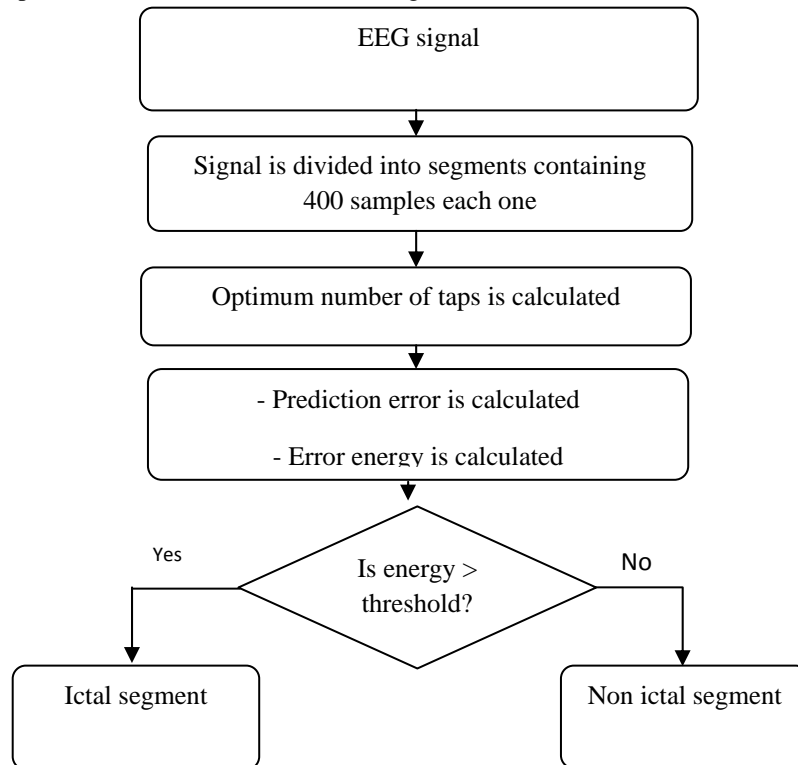 EEG signal
Signal is divided into segments containing
400 samples each one
Optimum number of taps is calculated
- Prediction error is calculated
- Error energy is calculated
Yes
Is energy >
threshold?
No
Ictal segment
Non ictal segment